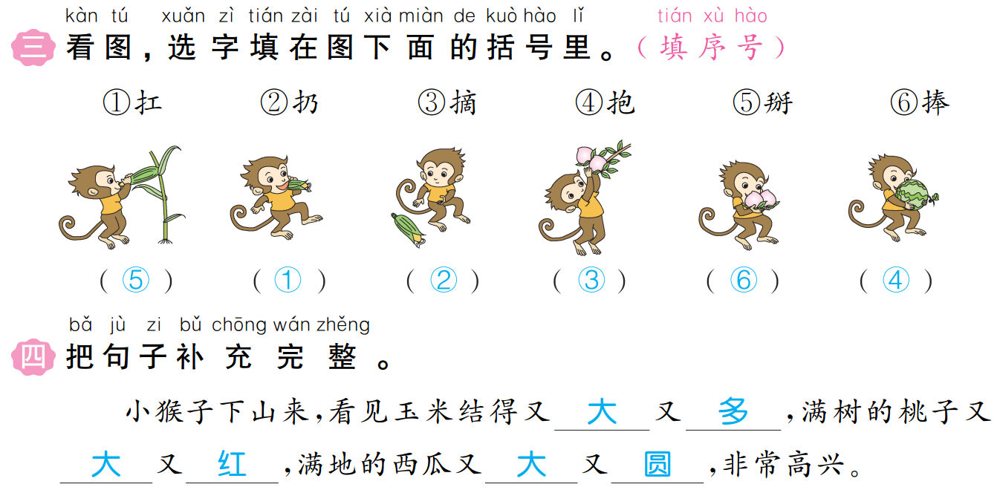 kàn tú xuǎn zì tián zài tú xià miàn de kuò hào lǐ tián xù hào
三 看图，选字填在图下面的括号里。（填序号）
①扛 ②扔 ③摘 ④抱 ⑤掰 ⑥捧
（⑤） （①） （②） （③） （⑥） （④）
bǎ jù zi bǔ chōng wán zhěng
四 把句子补充完整。
小猴子下山来，看见玉米结得又 大 又 多 ，满树的桃子又
大 又 红 ，满地的西瓜又 大 又 圆 ，非常高兴。